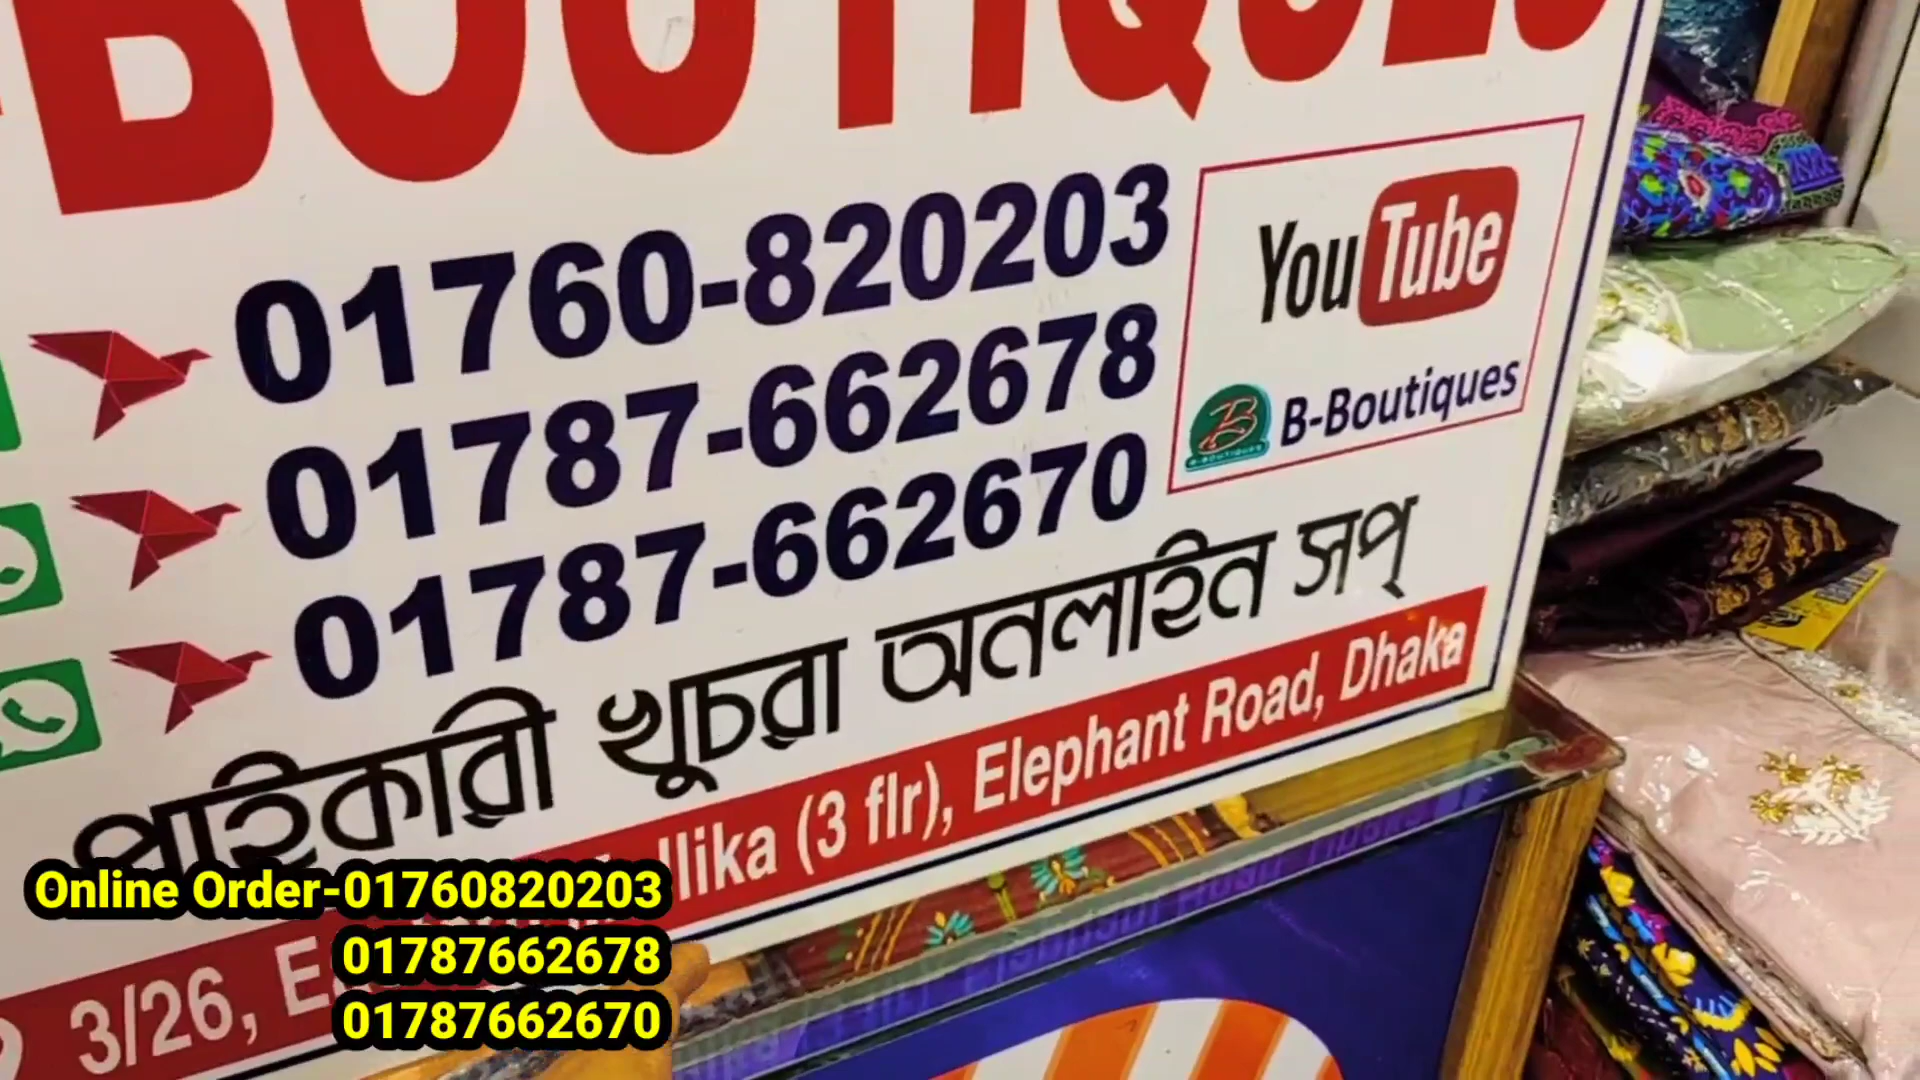 BOUTIQUES
01760-820203
01787-662678
01787-662670
YouTube
B-Boutiques
পাইকারী খুচরা অনলাইন সপ্
3/26, llika (3 flr), Elephant Road, Dhaka
Online Order-01760820203
01787662678
01787662670